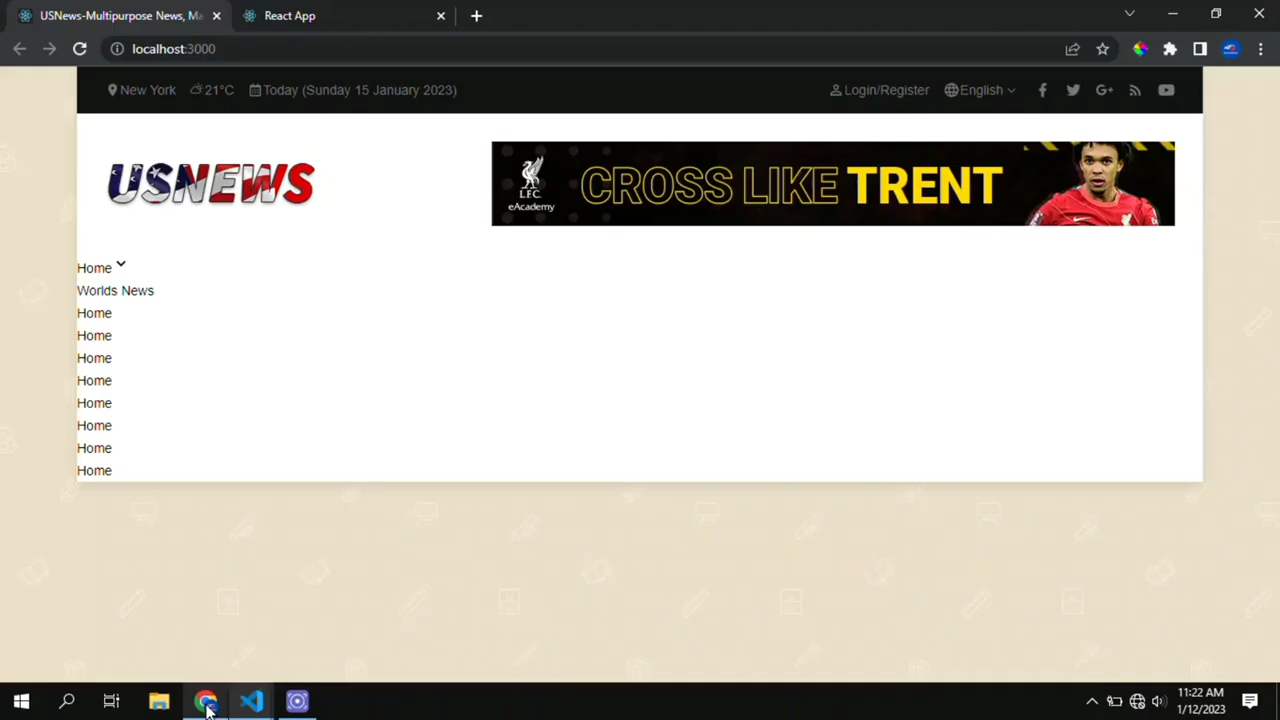 USNews-Multipurpose News, Ma
React App
localhost:3000
New York 21°C Today (Sunday 15 January 2023) Login/Register English
USNEWS
L.F.C.
eAcademy
CROSS LIKE TRENT
Home
Worlds News
Home
Home
Home
Home
Home
Home
Home
Home
11:22 AM
1/12/2023